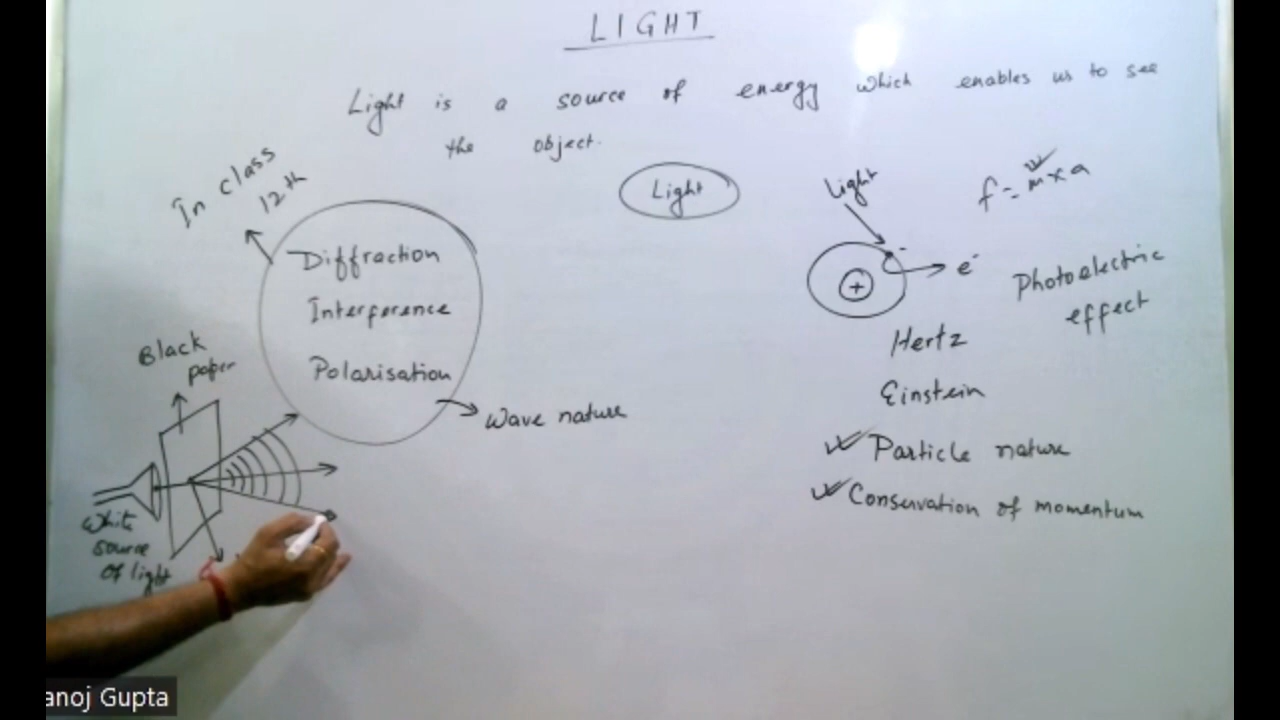 LIGHT
Light is a source of energy which enables us to see
the object.
In class
12th
Diffraction
Interference
Polarisation
Wave nature
Black
paper
White
source
of light
Light
light
+
-
e-
f = m x a
Photoelectric
effect
Hertz
Einstein
Particle nature
Conservation of momentum
anoj Gupta